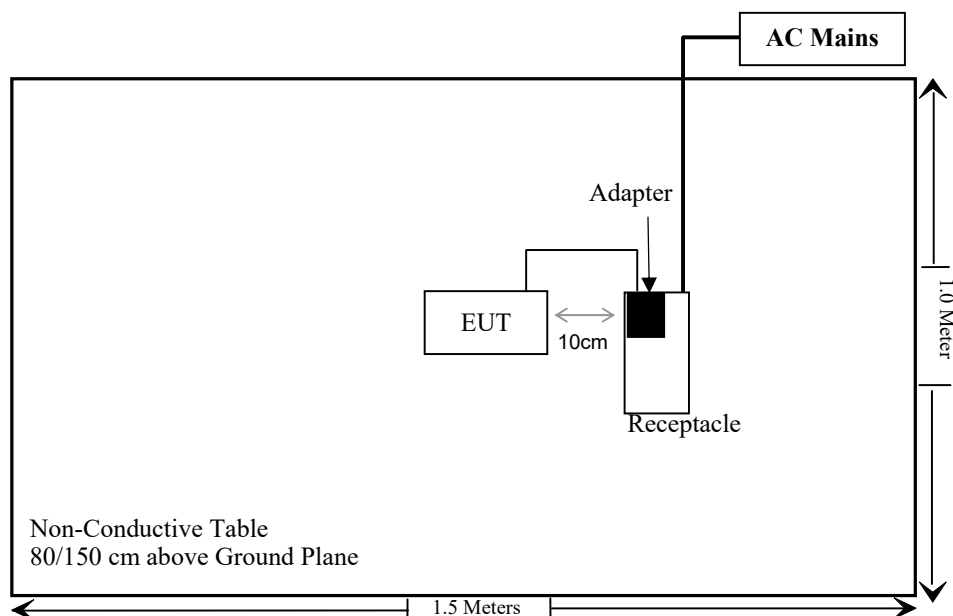 AC Mains
Adapter
EUT
10cm
1.0 Meter
Receptacle
Non-Conductive Table
80/150 cm above Ground Plane
1.5 Meters